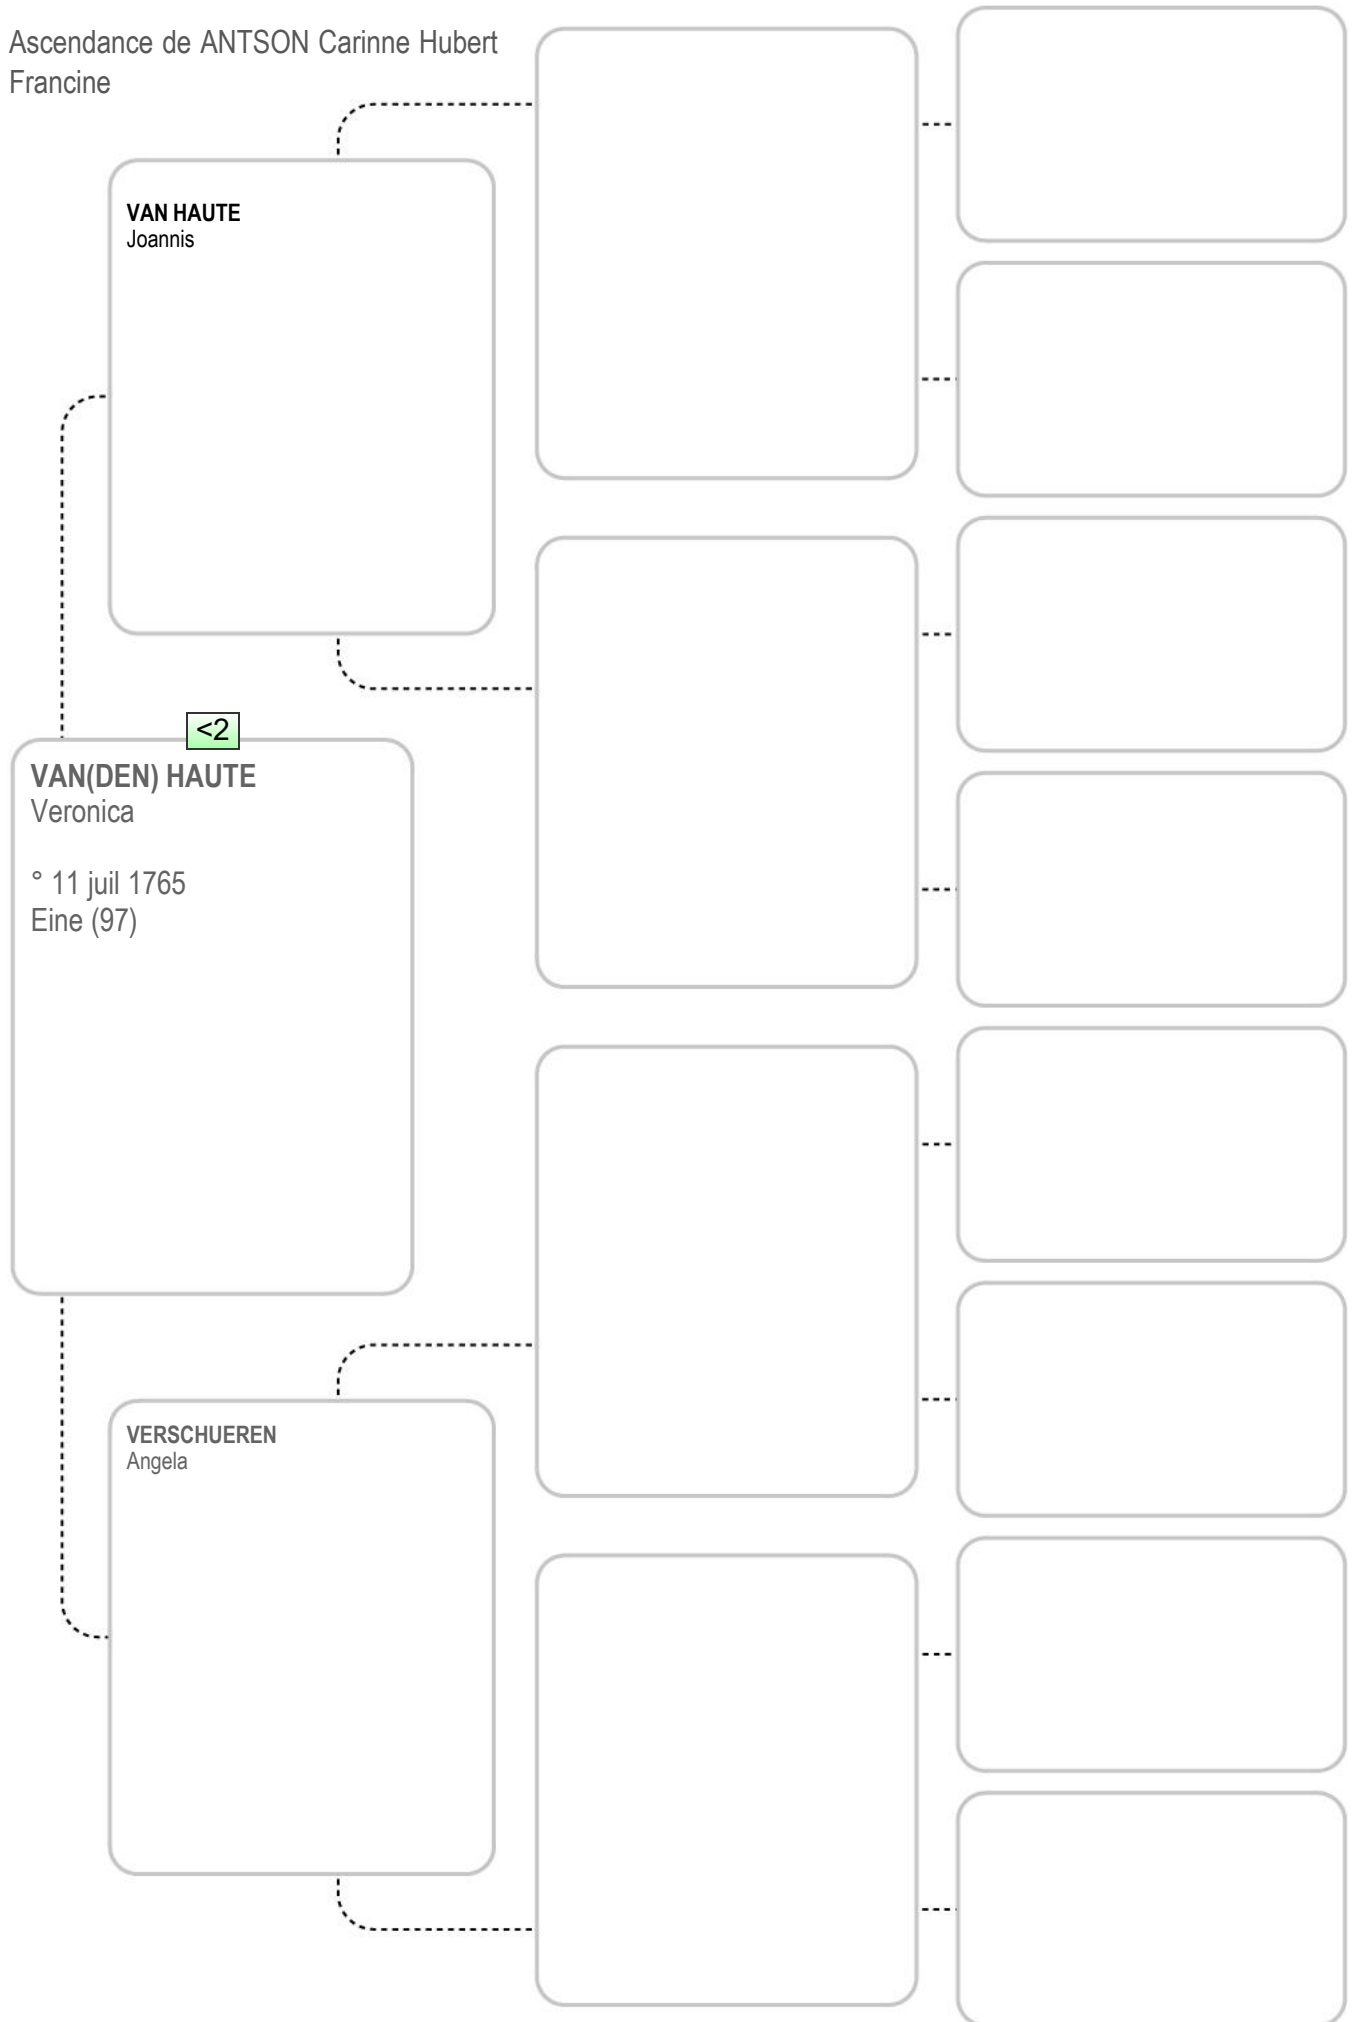 Ascendance de ANTSON Carinne Hubert
Francine
VAN HAUTE
Joannis
<2
VAN(DEN) HAUTE
Veronica
° 11 juil 1765
Eine (97)
VERSCHUEREN
Angela